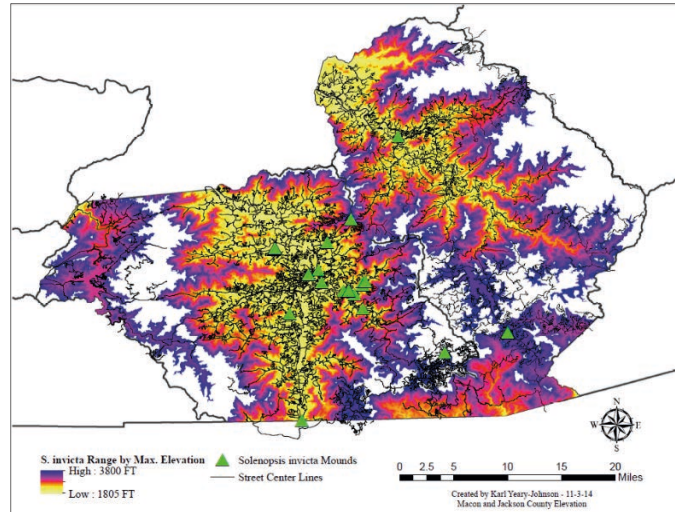 N
W E
S
S. invicta Range by Max. Elevation
High : 3800 FT
Low : 1805 FT
Solenopsis invicta Mounds
Street Center Lines
0 2.5 5 10 15 20
Miles
Created by Karl Yeary-Johnson - 11-3-14
Macon and Jackson County Elevation